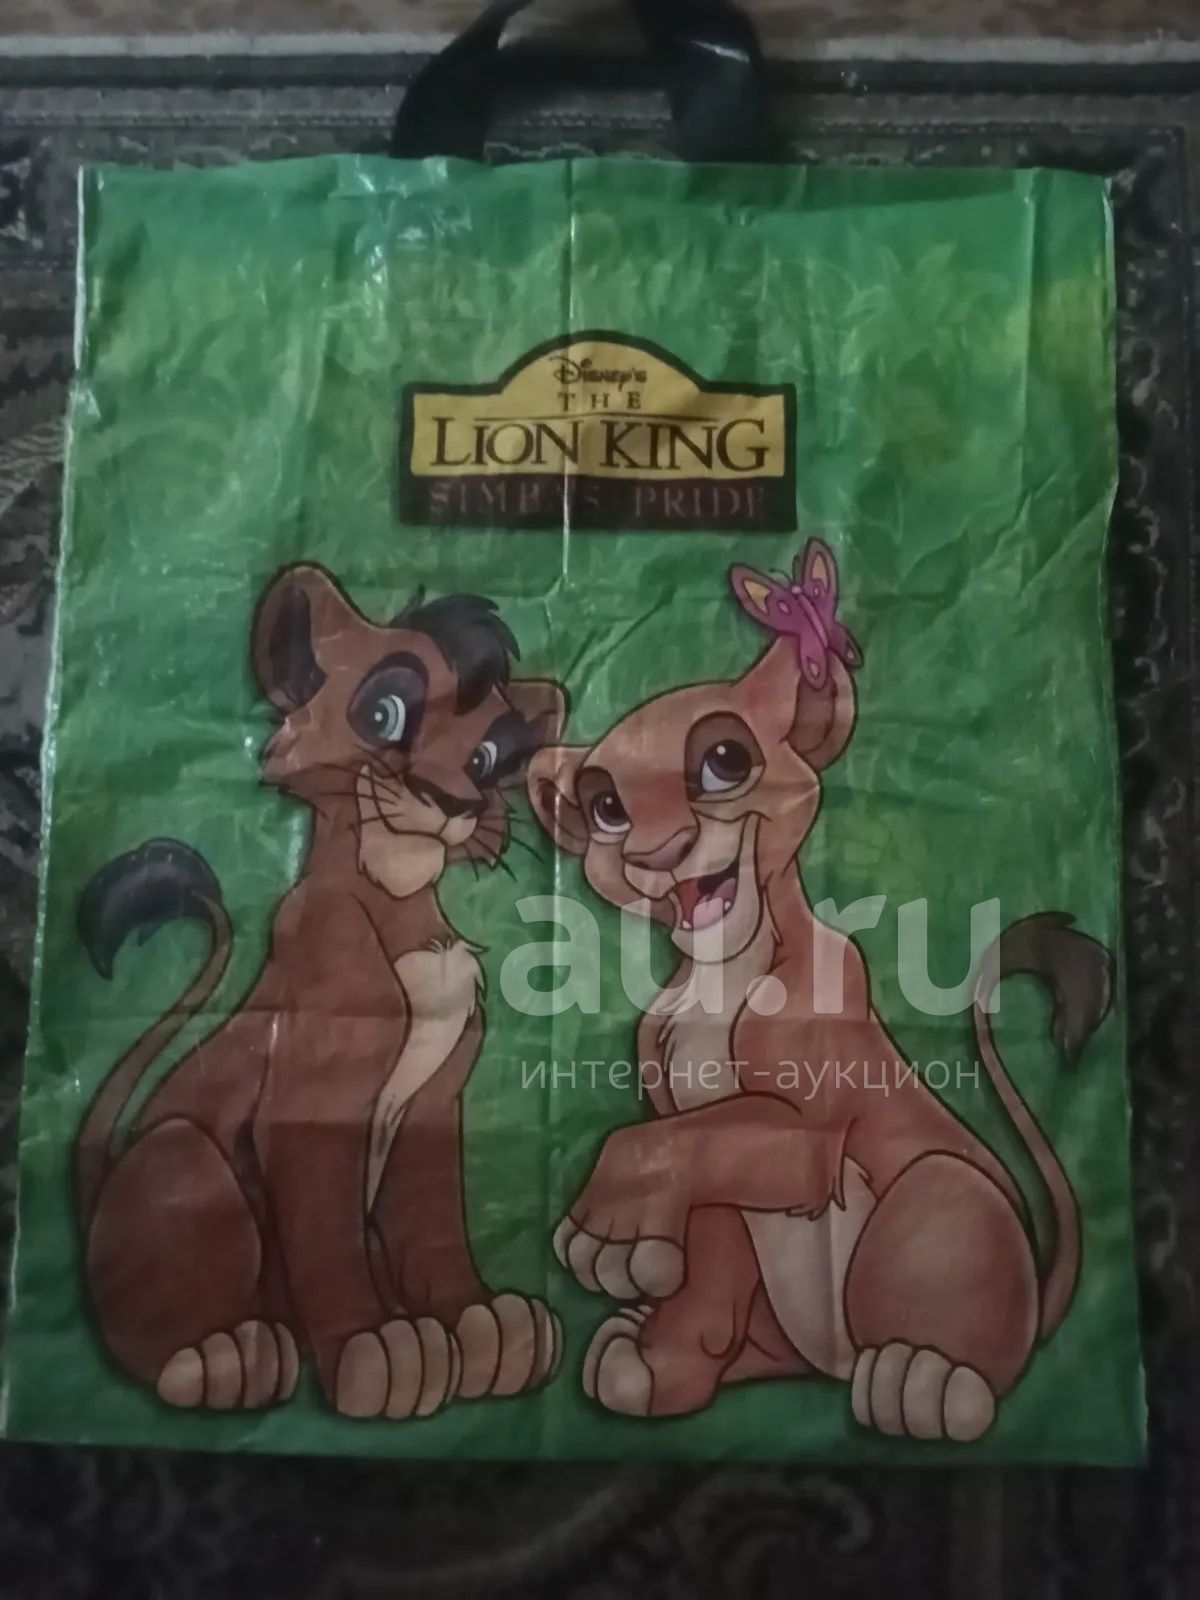 Disney's
THE
LION KING
SIMBA'S PRIDE
au.ru
интернет-аукцион